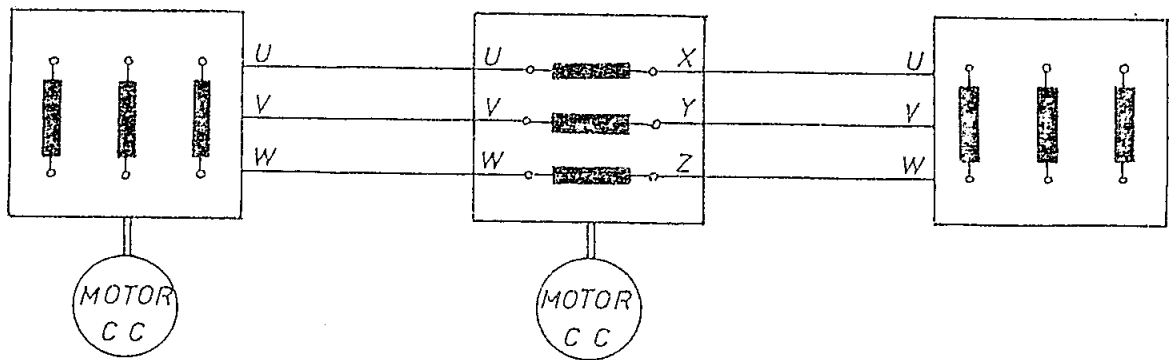 U U X U
V V Y V
W W Z W
MOTOR
C C
MOTOR
C C